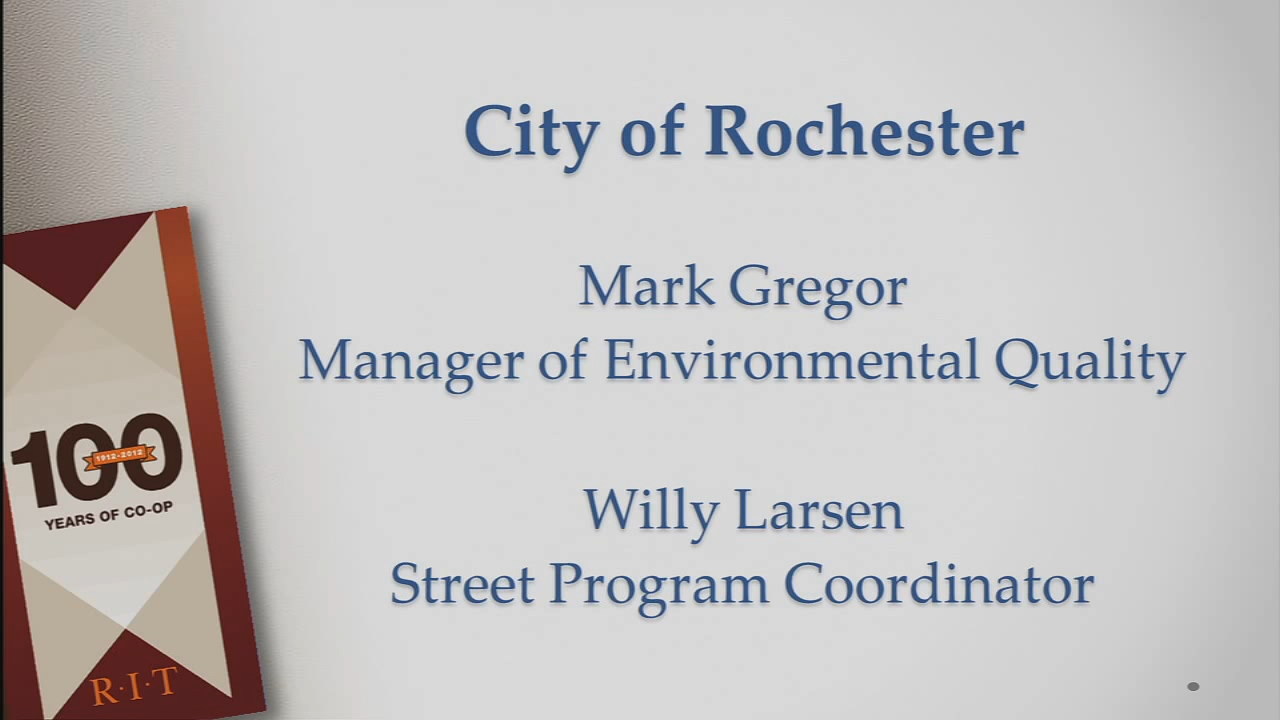 City of Rochester
Mark Gregor
Manager of Environmental Quality
Willy Larsen
Street Program Coordinator
100
1912-2012
YEARS OF CO-OP
R·I·T